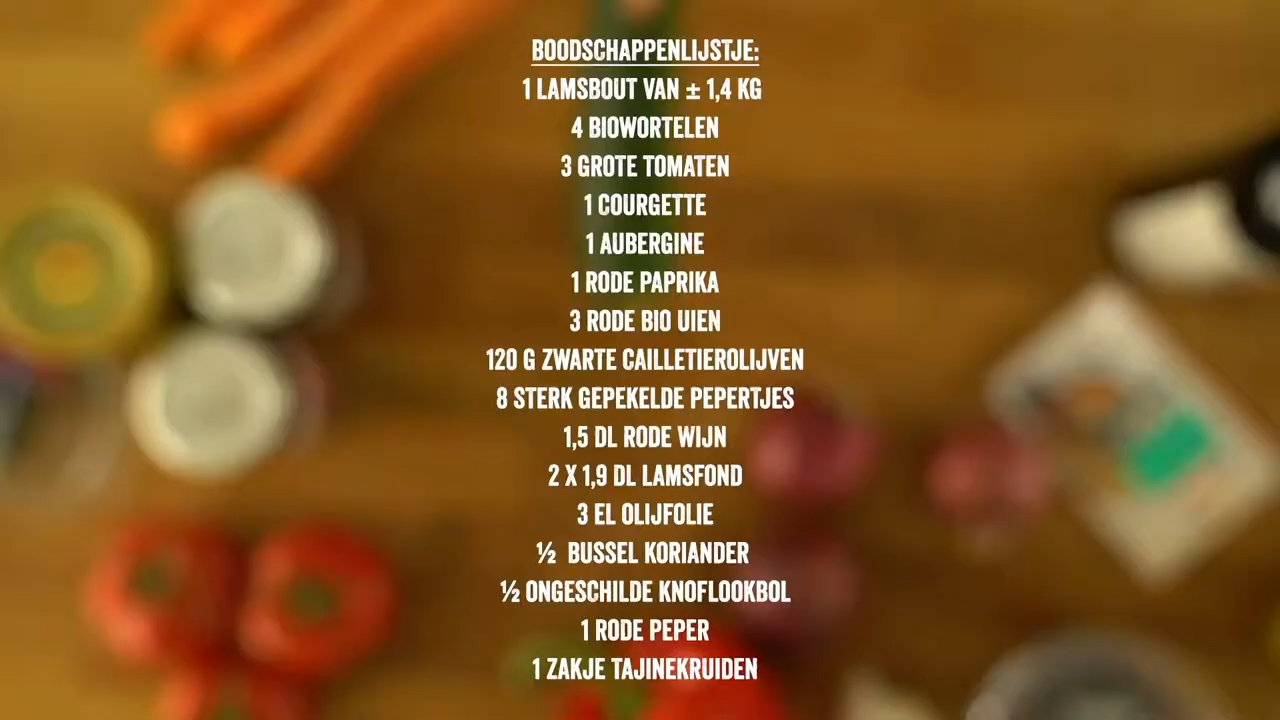 BOODSCHAPPENLIJSTJE:
1 LAMSBOUT VAN ± 1,4 KG
4 BIOWORTELEN
3 GROTE TOMATEN
1 COURGETTE
1 AUBERGINE
1 RODE PAPRIKA
3 RODE BIO UIEN
120 G ZWARTE CAILLETIEROLIJVEN
8 STERK GEPEKELDE PEPERTJES
1,5 DL RODE WIJN
2 X 1,9 DL LAMSFOND
3 EL OLIJFOLIE
½ BUSSEL KORIANDER
½ ONGESCHILDE KNOFLOOKBOL
1 RODE PEPER
1 ZAKJE TAJINEKRUIDEN